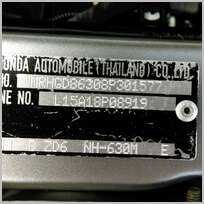 ONDA AUTOMOBILE (THAILAND) CO., LTD.
MRHGD86308P301577
NE NO. L15A18P08919
ZD6 NH-630M E